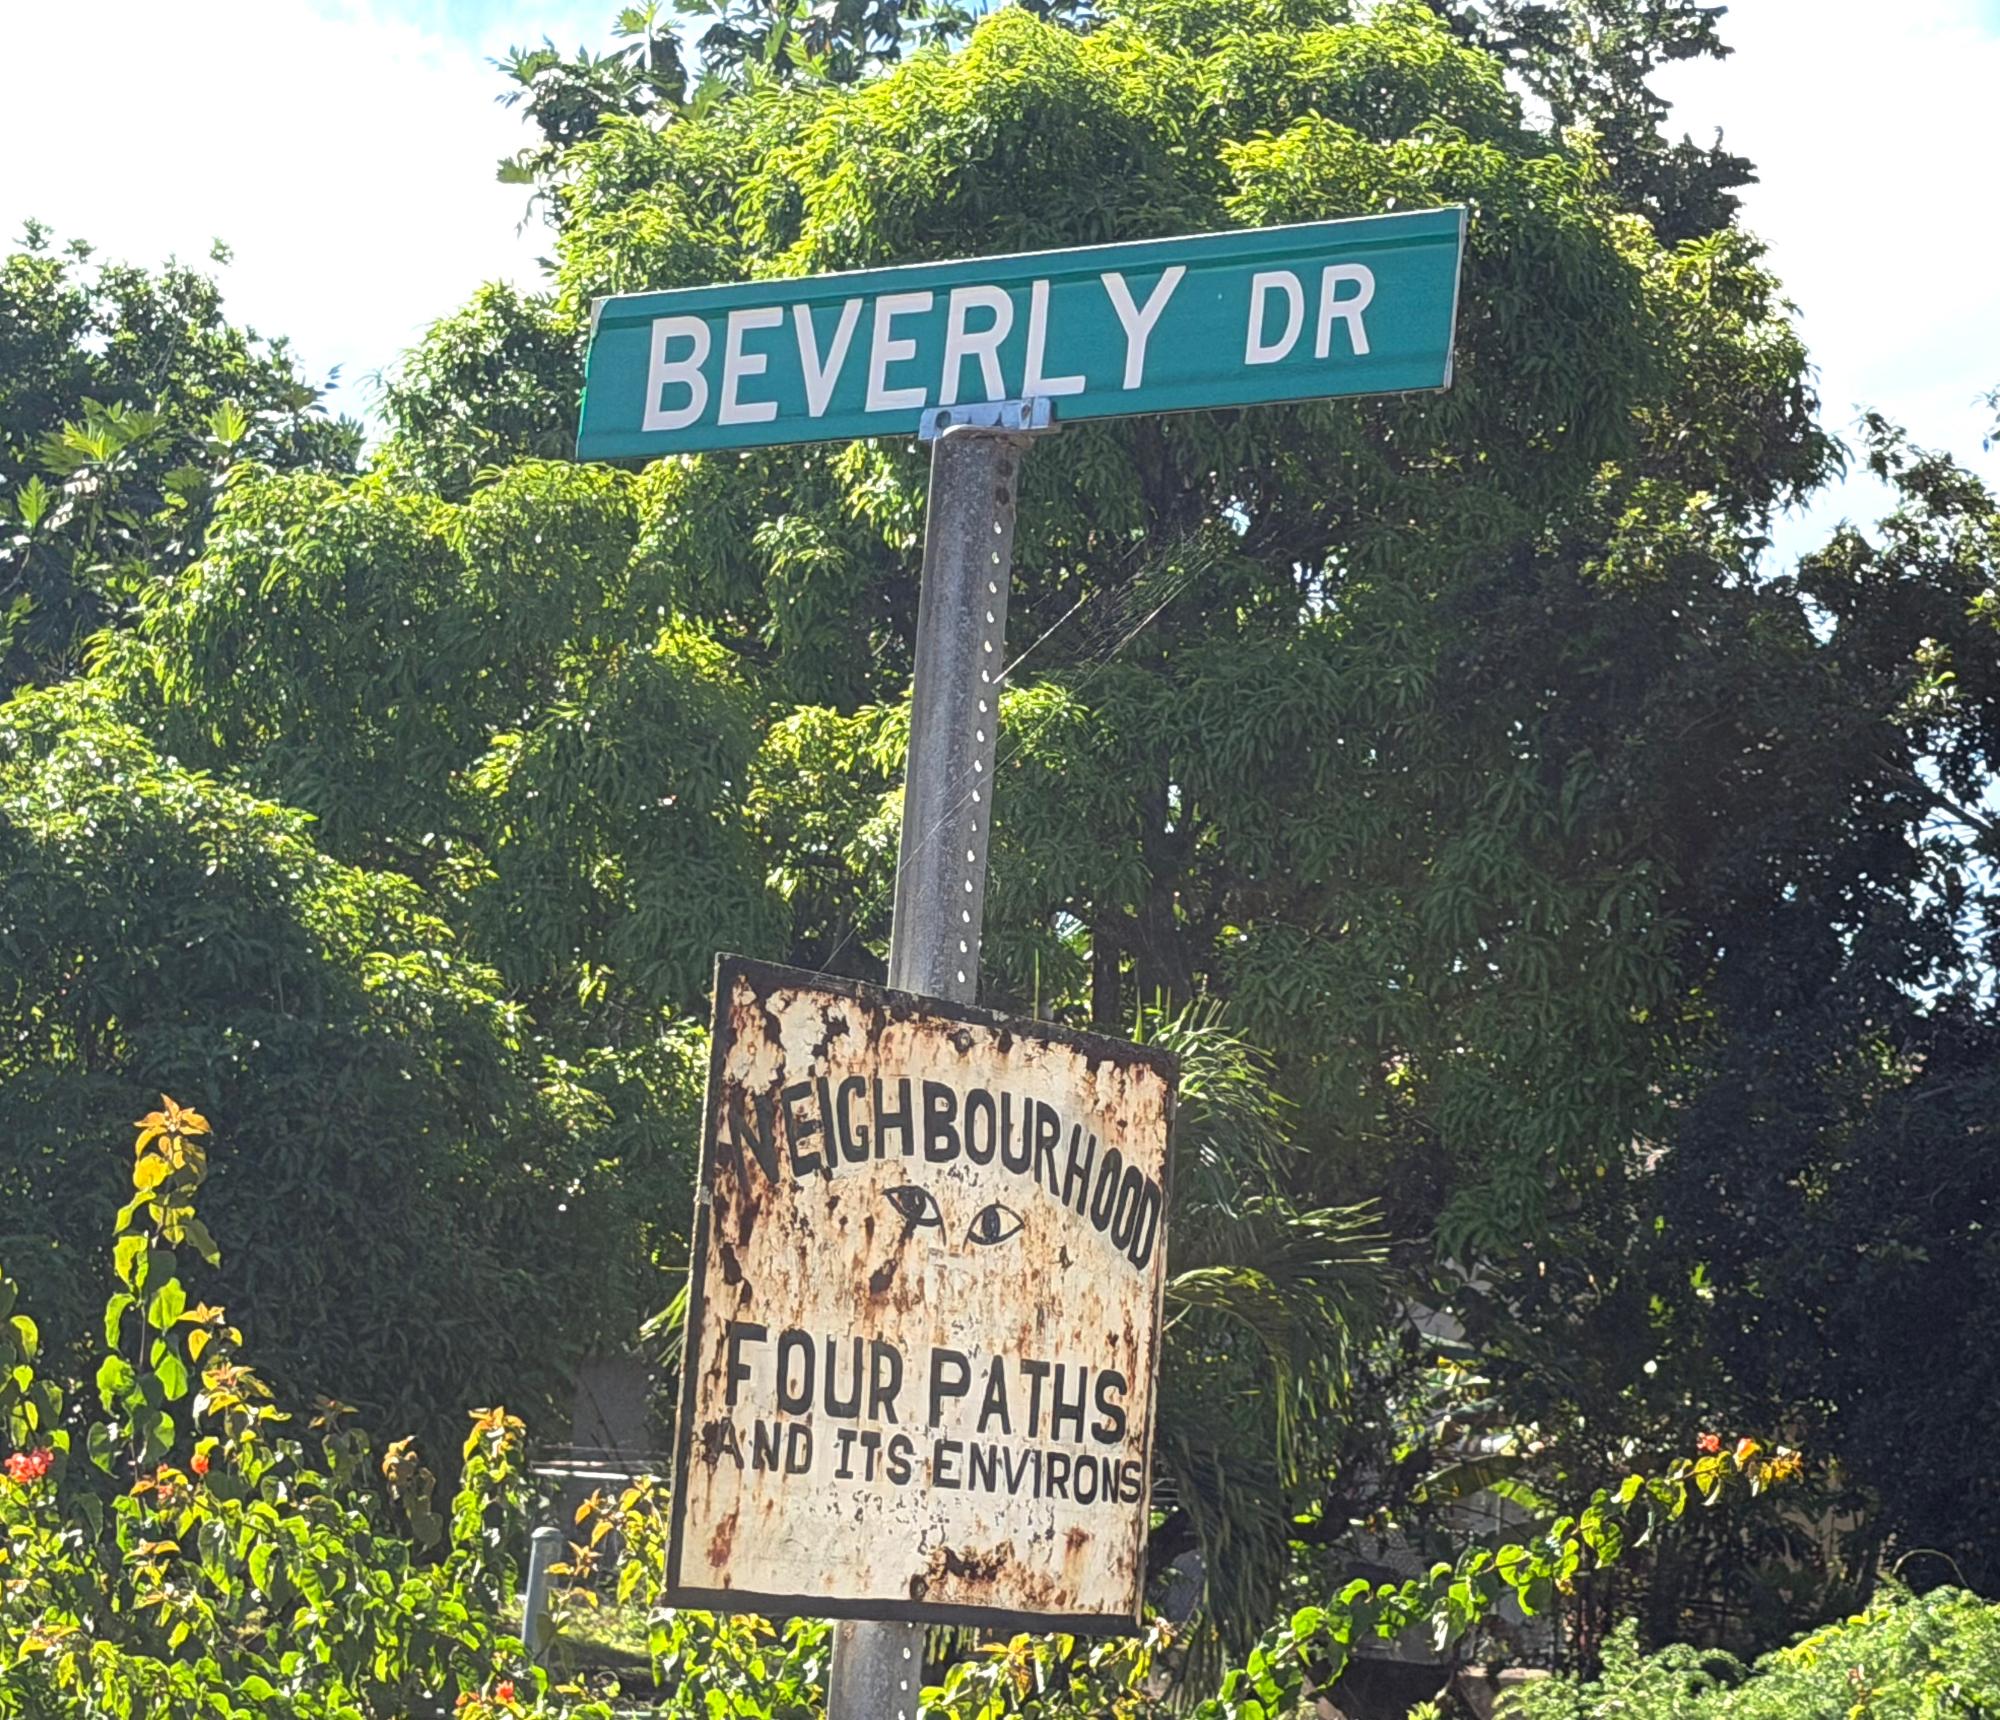 BEVERLY DR
NEIGHBOURHOOD
FOUR PATHS
AND ITS ENVIRONS